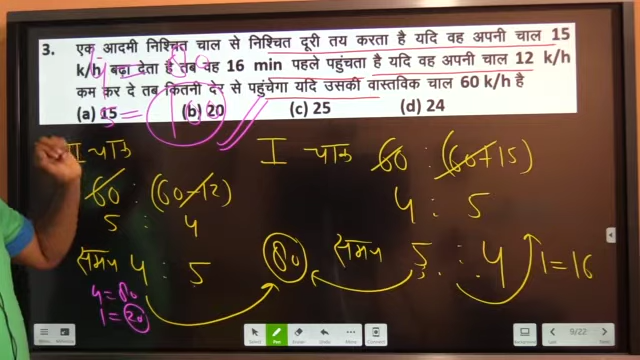 3. एक आदमी निश्चित चाल से निश्चित दूरी तय करता है यदि वह अपनी चाल 15
k/h बढ़ा देता है तब वह 16 min पहले पहुंचता है यदि वह अपनी चाल 12 k/h
कम कर दे तब कितनी देर से पहुंचेगा यदि उसकी वास्तविक चाल 60 k/h है
(a) 15 (b) 20 (c) 25 (d) 24
चाल
60 : (60-12)
5 : 4
समय 4 : 5
4 = 80
1 = 20
I चाल 60 : (60+15)
4 : 5
80 समय 5 : 4 1=16
9/22